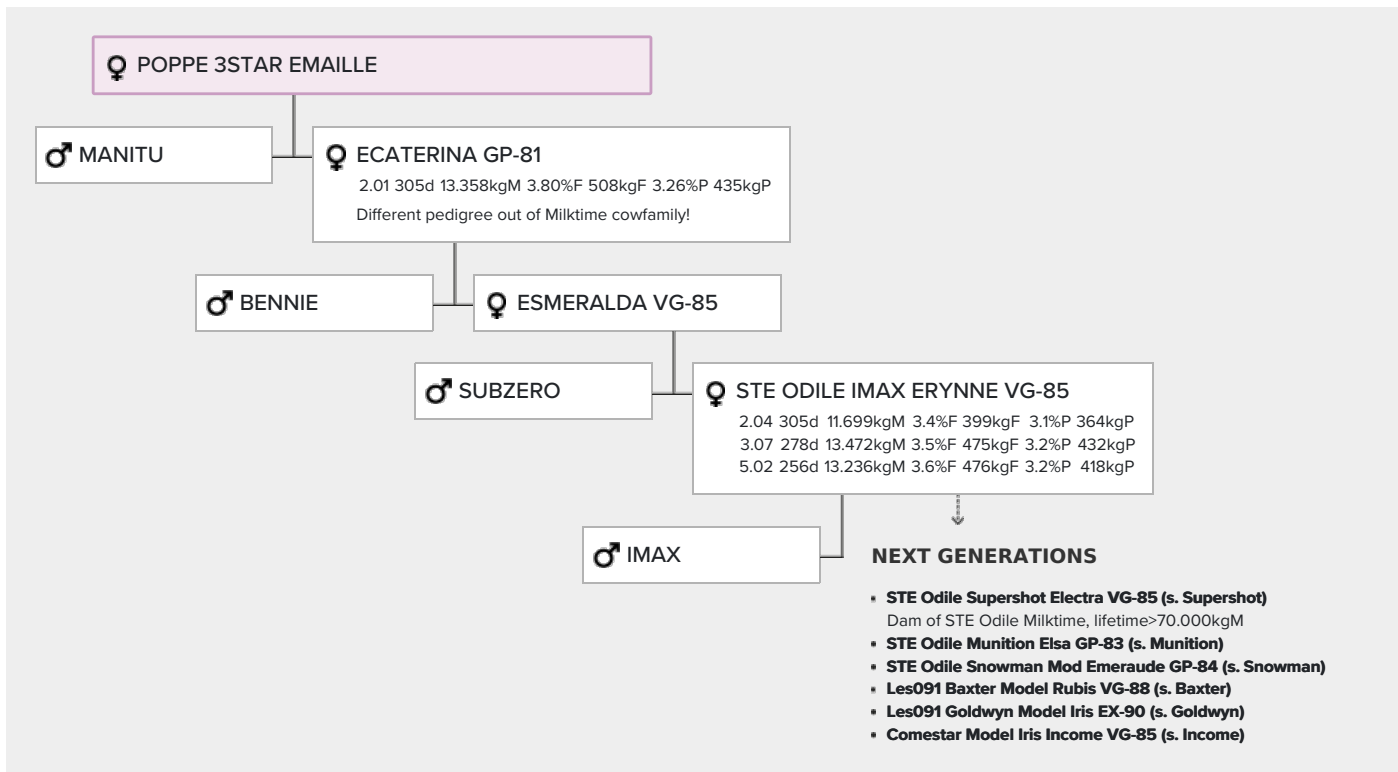 POPPE 3STAR EMAILLE
MANITU
ECATERINA GP-81
2.01 305d 13.358kgM 3.80%F 508kgF 3.26%P 435kgP
Different pedigree out of Milktime cowfamily!
BENNIE
ESMERALDA VG-85
SUBZERO
STE ODILE IMAX ERYNNE VG-85
2.04 305d 11.699kgM 3.4%F 399kgF 3.1%P 364kgP
3.07 278d 13.472kgM 3.5%F 475kgF 3.2%P 432kgP
5.02 256d 13.236kgM 3.6%F 476kgF 3.2%P 418kgP
IMAX
NEXT GENERATIONS
STE Odile Supershot Electra VG-85 (s. Supershot)
Dam of STE Odile Milktime, lifetime>70.000kgM
STE Odile Munition Elsa GP-83 (s. Munition)
STE Odile Snowman Mod Emeraude GP-84 (s. Snowman)
Les091 Baxter Model Rubis VG-88 (s. Baxter)
Les091 Goldwyn Model Iris EX-90 (s. Goldwyn)
Comestar Model Iris Income VG-85 (s. Income)